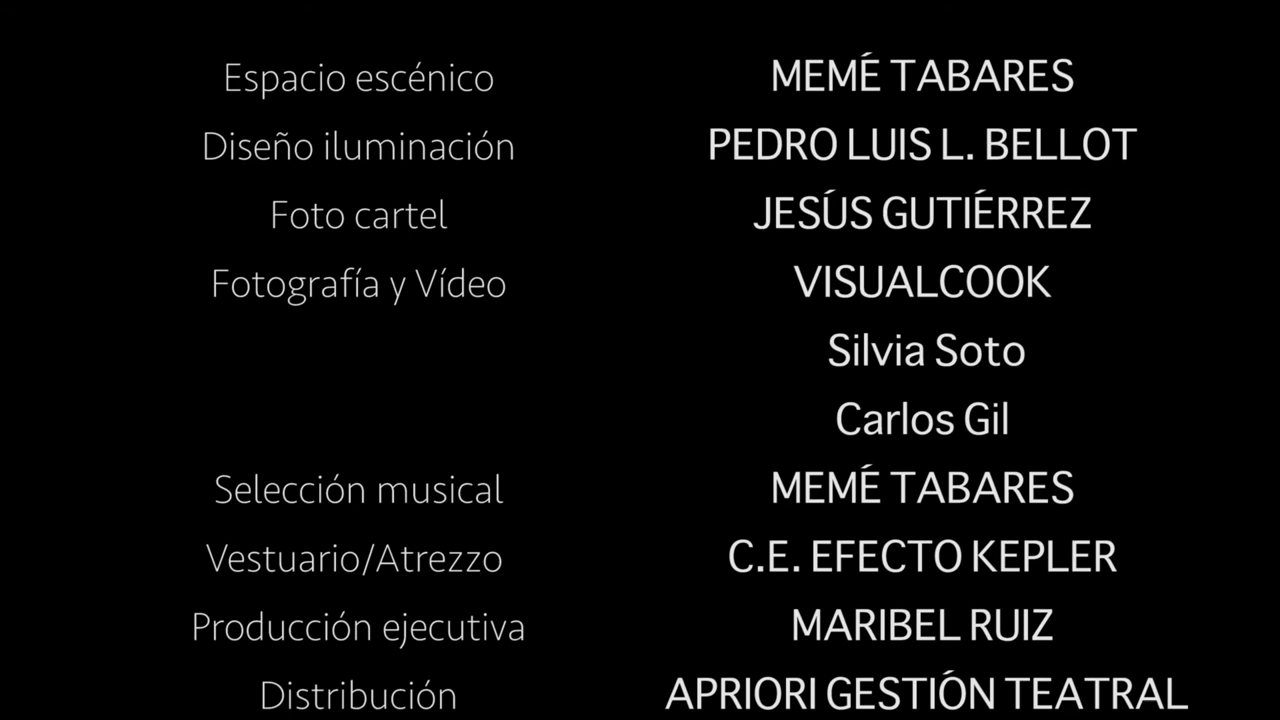 Espacio escénico MEMÉ TABARES
Diseño iluminación PEDRO LUIS L. BELLOT
Foto cartel JESÚS GUTIÉRREZ
Fotografía y Vídeo VISUALCOOK
Silvia Soto
Carlos Gil
Selección musical MEMÉ TABARES
Vestuario/Atrezzo C.E. EFECTO KEPLER
Producción ejecutiva MARIBEL RUIZ
Distribución APRIORI GESTIÓN TEATRAL